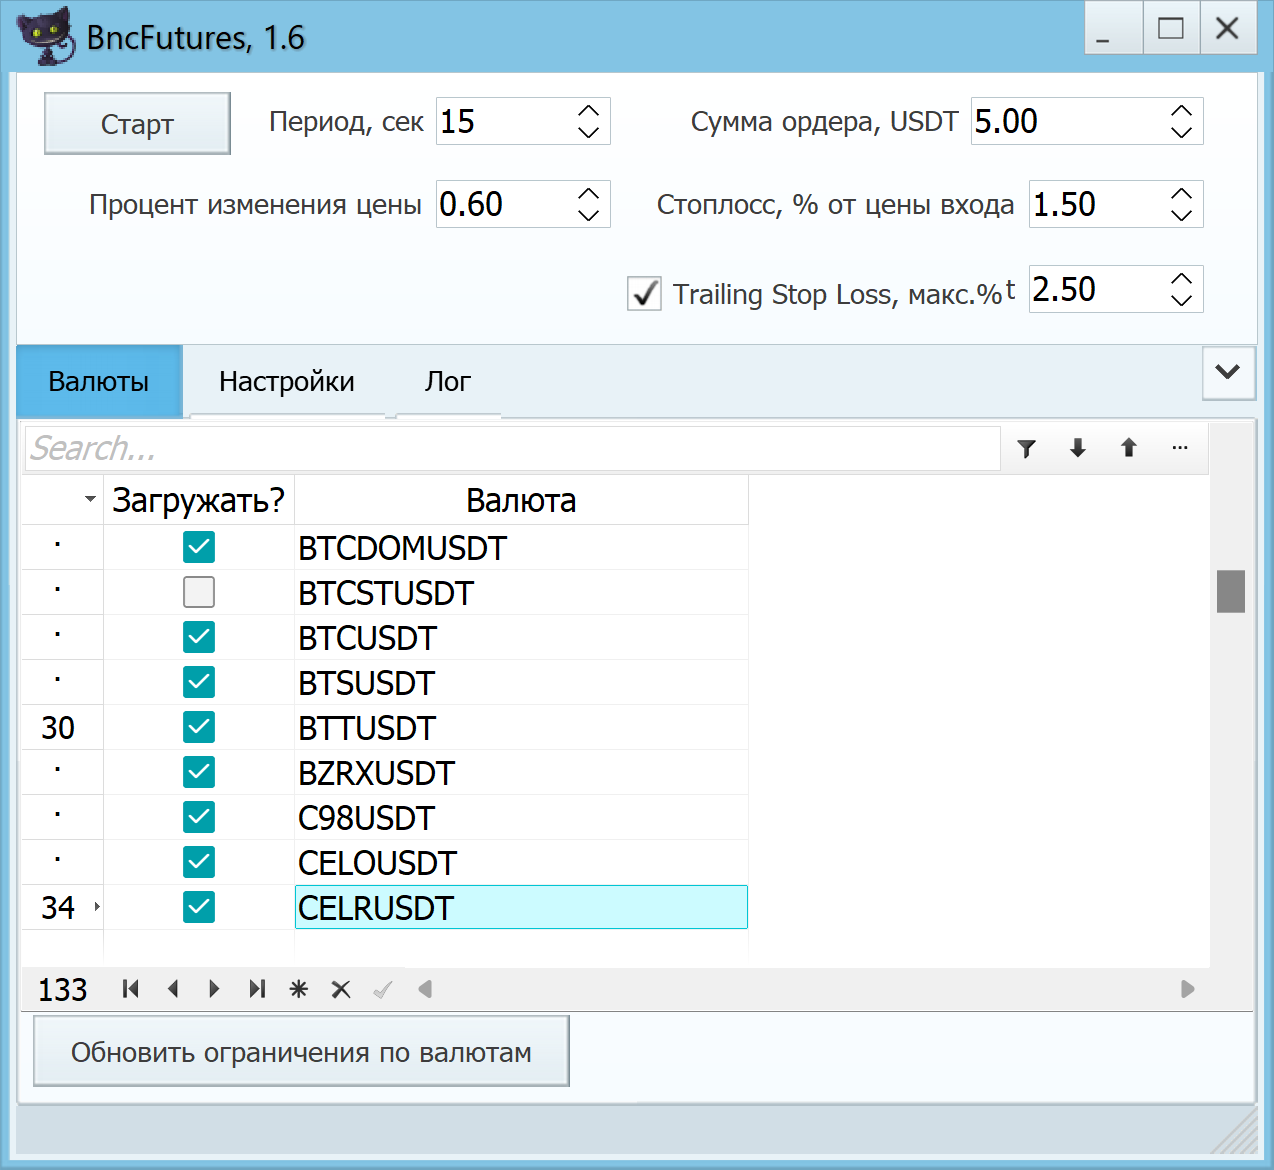 BncFutures, 1.6
Старт Период, сек 15 Сумма ордера, USDT 5.00
Процент изменения цены 0.60 Стоплосс, % от цены входа 1.50
Trailing Stop Loss, макс.%t 2.50
Валюты Настройки Лог
Search...
Загружать? Валюта
BTCDOMUSDT
BTCSTUSDT
BTCUSDT
BTSUSDT
30 BTTUSDT
BZRXUSDT
C98USDT
CELOUSDT
34 CELRUSDT
133
Обновить ограничения по валютам